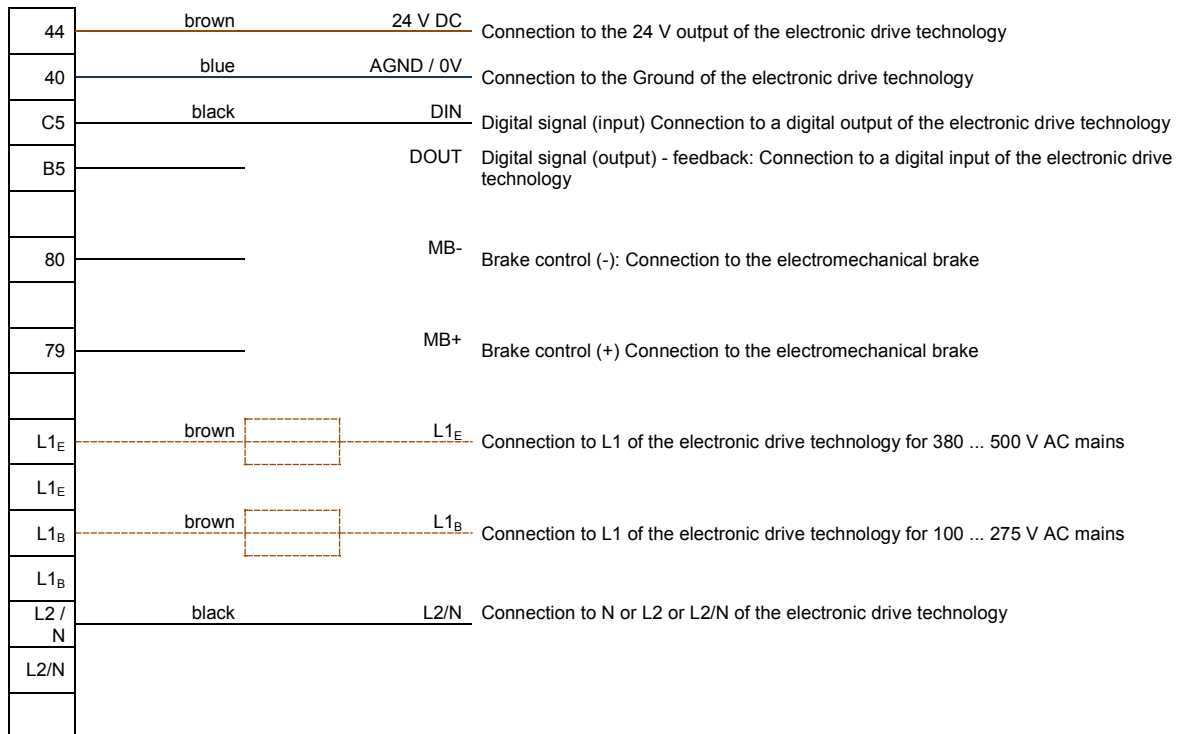 44 brown 24 V DC Connection to the 24 V output of the electronic drive technology
40 blue AGND / 0V Connection to the Ground of the electronic drive technology
C5 black DIN Digital signal (input) Connection to a digital output of the electronic drive technology
B5 DOUT Digital signal (output) - feedback: Connection to a digital input of the electronic drive
technology
80 MB- Brake control (-): Connection to the electromechanical brake
79 MB+ Brake control (+) Connection to the electromechanical brake
L1E brown L1E Connection to L1 of the electronic drive technology for 380 ... 500 V AC mains
L1E
L1B brown L1B Connection to L1 of the electronic drive technology for 100 ... 275 V AC mains
L1B
L2 / black L2/N Connection to N or L2 or L2/N of the electronic drive technology
N
L2/N